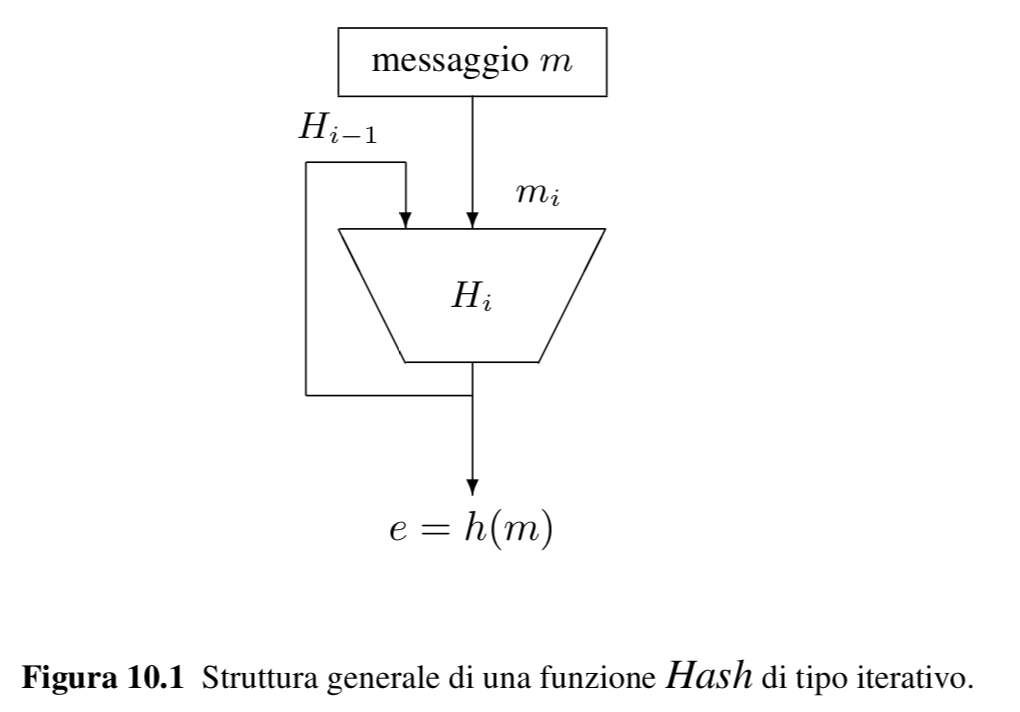 messaggio m
H_{i−1}
m_i
H_i
e = h(m)
Figura 10.1 Struttura generale di una funzione Hash di tipo iterativo.